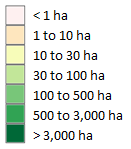 < 1 ha
1 to 10 ha
10 to 30 ha
30 to 100 ha
100 to 500 ha
500 to 3,000 ha
> 3,000 ha